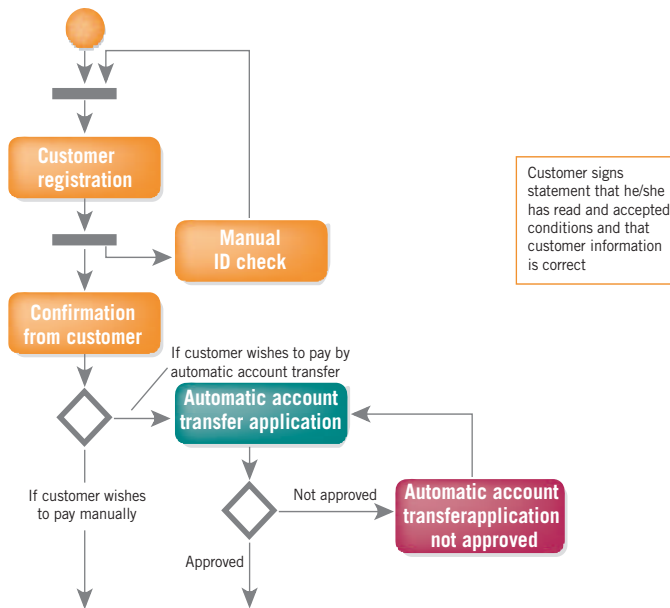 Customer
registration
Manual
ID check
Customer signs
statement that he/she
has read and accepted
conditions and that
customer information
is correct
Confirmation
from customer
If customer wishes to pay by
automatic account transfer
Automatic account
transfer application
If customer wishes
to pay manually
Not approved
Automatic account
transferapplication
not approved
Approved